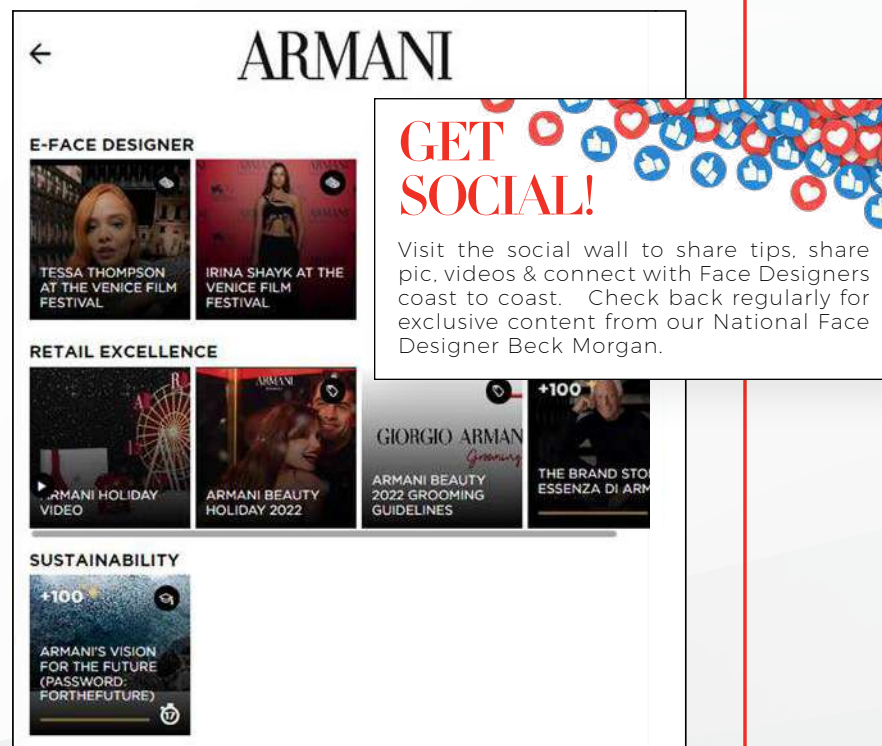 ARMANI
E-FACE DESIGNER
TESSA THOMPSON
AT THE VENICE FILM
FESTIVAL
ARMANI
IRINA SHAYK AT THE
VENICE FILM
FESTIVAL
GET
SOCIAL!
Visit the social wall to share tips, share
pic, videos & connect with Face Designers
coast to coast. Check back regularly for
exclusive content from our National Face
Designer Beck Morgan.
RETAIL EXCELLENCE
ARMANI HOLIDAY
VIDEO
ARMANI
ARMANI BEAUTY
HOLIDAY 2022
GIORGIO ARMAN
Grooming
ARMANI BEAUTY
2022 GROOMING
GUIDELINES
+100
THE BRAND STO
ESSENZA DI ARM
SUSTAINABILITY
+100
ARMANI'S VISION
FOR THE FUTURE
(PASSWORD:
FORTHEFUTURE)
17